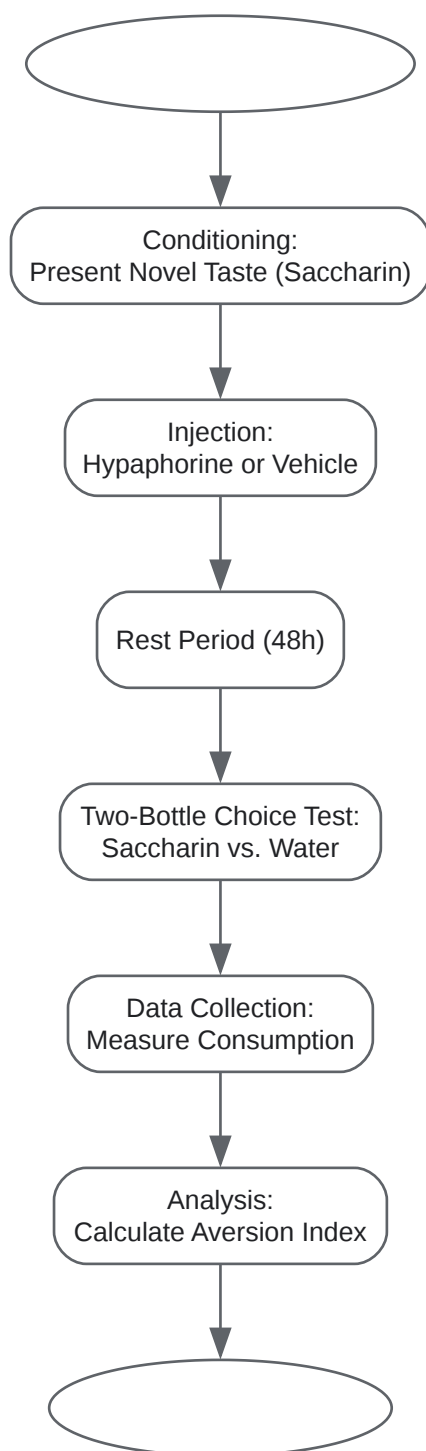 Conditioning:
Present Novel Taste (Saccharin)
Injection:
Hypaphorine or Vehicle
Rest Period (48h)
Two-Bottle Choice Test:
Saccharin vs. Water
Data Collection:
Measure Consumption
Analysis:
Calculate Aversion Index